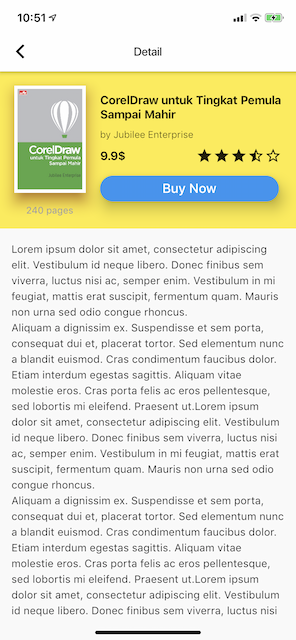 10:51
Detail
CorelDraw
untuk Tingkat Pemula
Sampai Mahir
Jubilee Enterprise
240 pages
CorelDraw untuk Tingkat Pemula
Sampai Mahir
by Jubilee Enterprise
9.9$
Buy Now
Lorem ipsum dolor sit amet, consectetur adipiscing
elit. Vestibulum id neque libero. Donec finibus sem
viverra, luctus nisi ac, semper enim. Vestibulum in mi
feugiat, mattis erat suscipit, fermentum quam. Mauris
non urna sed odio congue rhoncus.
Aliquam a dignissim ex. Suspendisse et sem porta,
consequat dui et, placerat tortor. Sed elementum nunc
a blandit euismod. Cras condimentum faucibus dolor.
Etiam interdum egestas sagittis. Aliquam vitae
molestie eros. Cras porta felis ac eros pellentesque,
sed lobortis mi eleifend. Praesent ut.Lorem ipsum
dolor sit amet, consectetur adipiscing elit. Vestibulum
id neque libero. Donec finibus sem viverra, luctus nisi
ac, semper enim. Vestibulum in mi feugiat, mattis erat
suscipit, fermentum quam. Mauris non urna sed odio
congue rhoncus.
Aliquam a dignissim ex. Suspendisse et sem porta,
consequat dui et, placerat tortor. Sed elementum nunc
a blandit euismod. Cras condimentum faucibus dolor.
Etiam interdum egestas sagittis. Aliquam vitae
molestie eros. Cras porta felis ac eros pellentesque,
sed lobortis mi eleifend. Praesent ut.Lorem ipsum
dolor sit amet, consectetur adipiscing elit. Vestibulum
id neque libero. Donec finibus sem viverra, luctus nisi